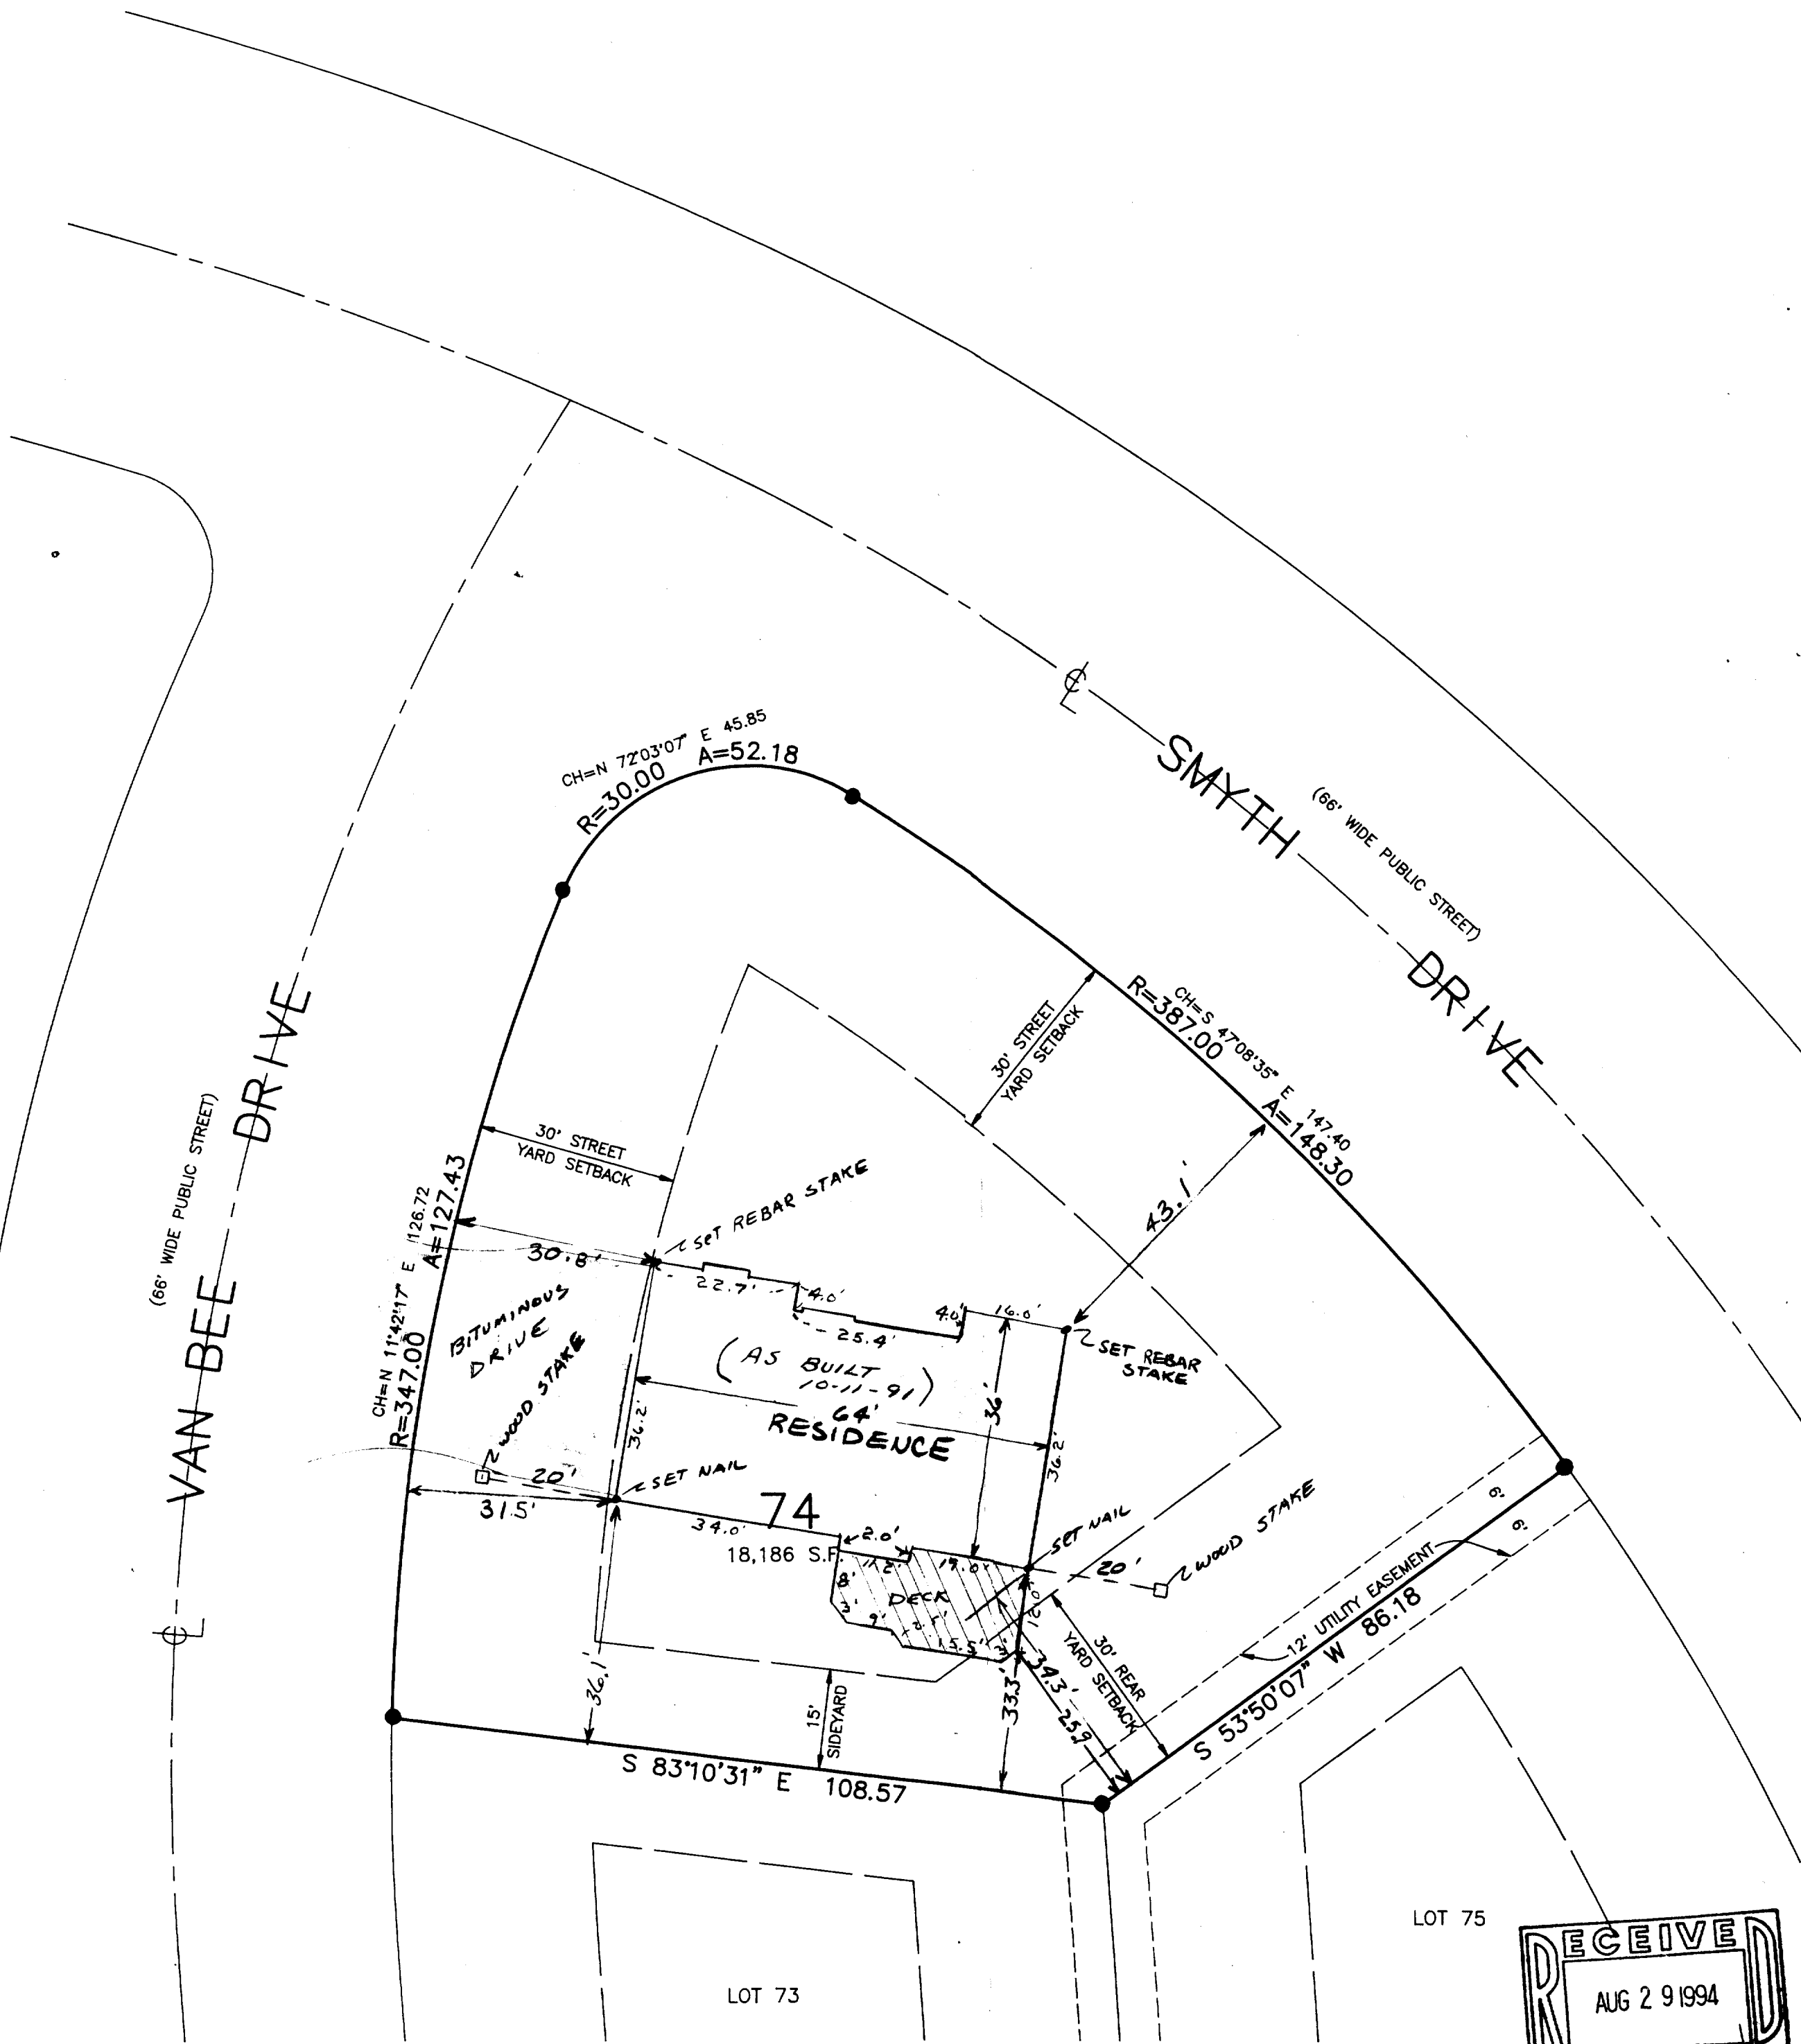 CH=N 72°03'07" E 45.85
R=30.00 A=52.18
SMYTH DRIVE
(66' WIDE PUBLIC STREET)
VAN BEE DRIVE
(66' WIDE PUBLIC STREET)
CH=S 47°08'35" E 147.40
R=387.00 A=148.30
30' STREET
YARD SETBACK
30' STREET
YARD SETBACK
CH=N 11°42'17" E 126.72
R=347.00 A=127.43
43.1'
SET REBAR STAKE
30.8'
22.7'
4.0'
4.0'
16.0'
25.4'
BITUMINOUS
DRIVE
WOOD STAKE
(AS BUILT
10-11-91)
64'
RESIDENCE
36'
36.2'
36.2'
SET REBAR
STAKE
20'
31.5'
SET NAIL
74
34.0'
18,186 S.F.
2.0'
8'
3'
9'
DECK
15.5'
12.0'
SET NAIL
20'
WOOD STAKE
6'
6'
12' UTILITY EASEMENT
30' REAR
YARD SETBACK
34.3'
25.9
33.3'
36.1'
15'
SIDEYARD
S 53°50'07" W 86.18
S 83°10'31" E 108.57
LOT 73
LOT 75
RECEIVED
AUG 29 1994